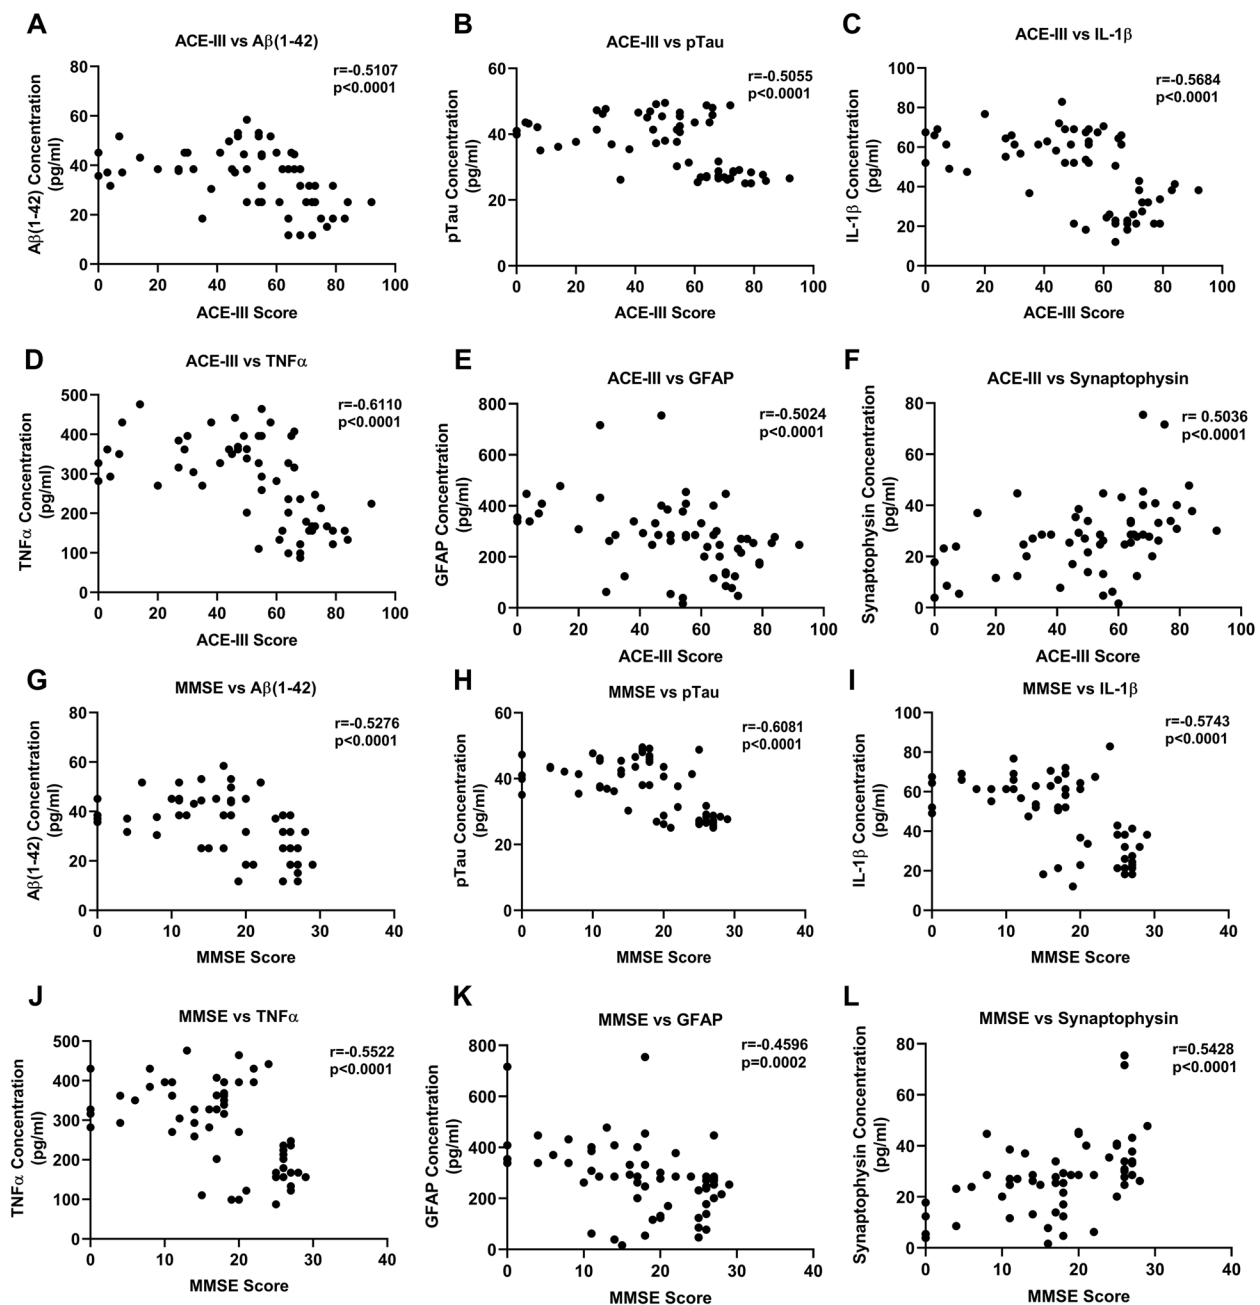 A
ACE-III vs Aβ(1-42)
r=-0.5107
p<0.0001
Aβ(1-42) Concentration
(pg/ml)
80
60
40
20
0
0 20 40 60 80 100
ACE-III Score
B
ACE-III vs pTau
r=-0.5055
p<0.0001
pTau Concentration
(pg/ml)
60
40
20
0
0 20 40 60 80 100
ACE-III Score
C
ACE-III vs IL-1β
r=-0.5684
p<0.0001
IL-1β Concentration
(pg/ml)
100
80
60
40
20
0
0 20 40 60 80 100
ACE-III Score
D
ACE-III vs TNFα
r=-0.6110
p<0.0001
TNFα Concentration
(pg/ml)
500
400
300
200
100
0
0 20 40 60 80 100
ACE-III Score
E
ACE-III vs GFAP
r=-0.5024
p<0.0001
GFAP Concentration
(pg/ml)
800
600
400
200
0
0 20 40 60 80 100
ACE-III Score
F
ACE-III vs Synaptophysin
r= 0.5036
p<0.0001
Synaptophysin Concentration
(pg/ml)
80
60
40
20
0
0 20 40 60 80 100
ACE-III Score
G
MMSE vs Aβ(1-42)
r=-0.5276
p<0.0001
Aβ(1-42) Concentration
(pg/ml)
80
60
40
20
0
0 10 20 30 40
MMSE Score
H
MMSE vs pTau
r=-0.6081
p<0.0001
pTau Concentration
(pg/ml)
60
40
20
0
0 10 20 30 40
MMSE Score
I
MMSE vs IL-1β
r=-0.5743
p<0.0001
IL-1β Concentration
(pg/ml)
100
80
60
40
20
0
0 10 20 30 40
MMSE Score
J
MMSE vs TNFα
r=-0.5522
p<0.0001
TNFα Concentration
(pg/ml)
500
400
300
200
100
0
0 10 20 30 40
MMSE Score
K
MMSE vs GFAP
r=-0.4596
p=0.0002
GFAP Concentration
(pg/ml)
800
600
400
200
0
0 10 20 30 40
MMSE Score
L
MMSE vs Synaptophysin
r=0.5428
p<0.0001
Synaptophysin Concentration
(pg/ml)
80
60
40
20
0
0 10 20 30 40
MMSE Score